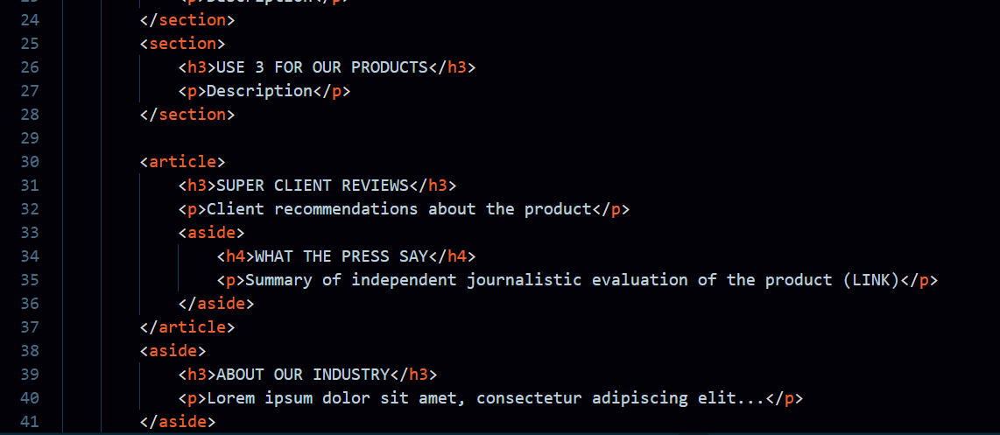 23 <p>Description</p>
24 </section>
25 <section>
26 <h3>USE 3 FOR OUR PRODUCTS</h3>
27 <p>Description</p>
28 </section>
29
30 <article>
31 <h3>SUPER CLIENT REVIEWS</h3>
32 <p>Client recommendations about the product</p>
33 <aside>
34 <h4>WHAT THE PRESS SAY</h4>
35 <p>Summary of independent journalistic evaluation of the product (LINK)</p>
36 </aside>
37 </article>
38 <aside>
39 <h3>ABOUT OUR INDUSTRY</h3>
40 <p>Lorem ipsum dolor sit amet, consectetur adipiscing elit...</p>
41 </aside>